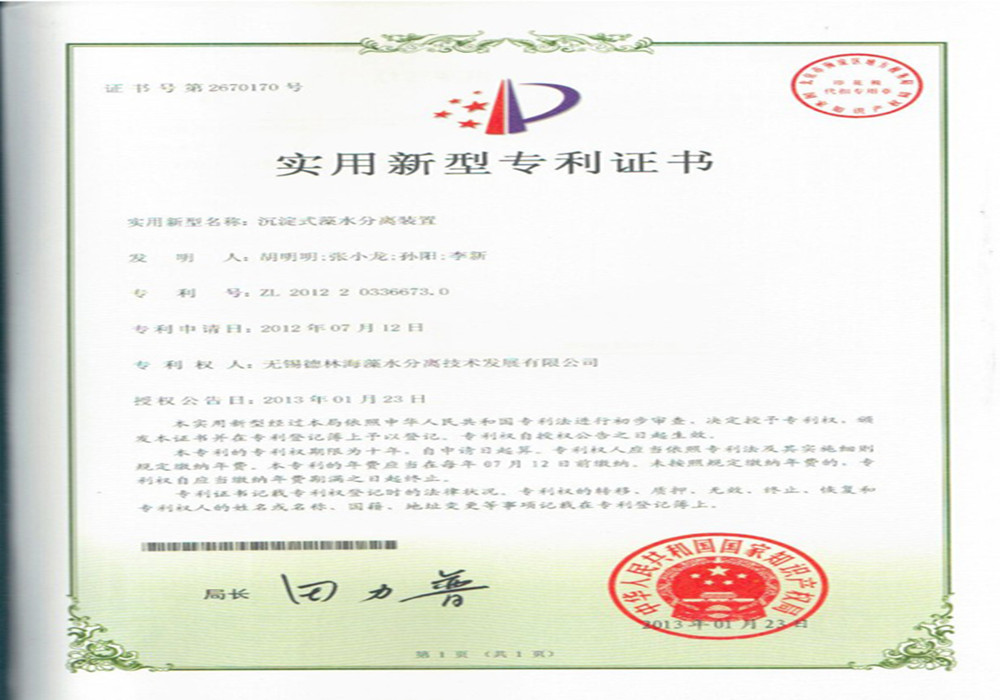 证书号第2670170号
印花税
代扣专用章
实用新型专利证书
实用新型名称：沉淀式藻水分离装置
发明人：胡明明;张小龙;孙阳;李新
专利号：ZL 2012 2 0336673.0
专利申请日：2012年07月12日
专利权人：无锡德林海藻水分离技术发展有限公司
授权公告日：2013年01月23日
本实用新型经过本局依照中华人民共和国专利法进行初步审查，决定授予专利权，颁
发本证书并在专利登记簿上予以登记。专利权自授权公告之日起生效。
本专利的专利权期限为十年，自申请日起算。专利权人应当依照专利法及其实施细则
规定缴纳年费。本专利的年费应当在每年07月12日前缴纳。未按照规定缴纳年费的，专
利权自应当缴纳年费期满之日起终止。
专利证书记载专利权登记时的法律状况。专利权的转移、质押、无效、终止、恢复和
专利权人的姓名或名称、国籍、地址变更等事项记载在专利登记簿上。
局长
田力普
中华人民共和国国家知识产权局
2013年01月23日
第1页（共1页）